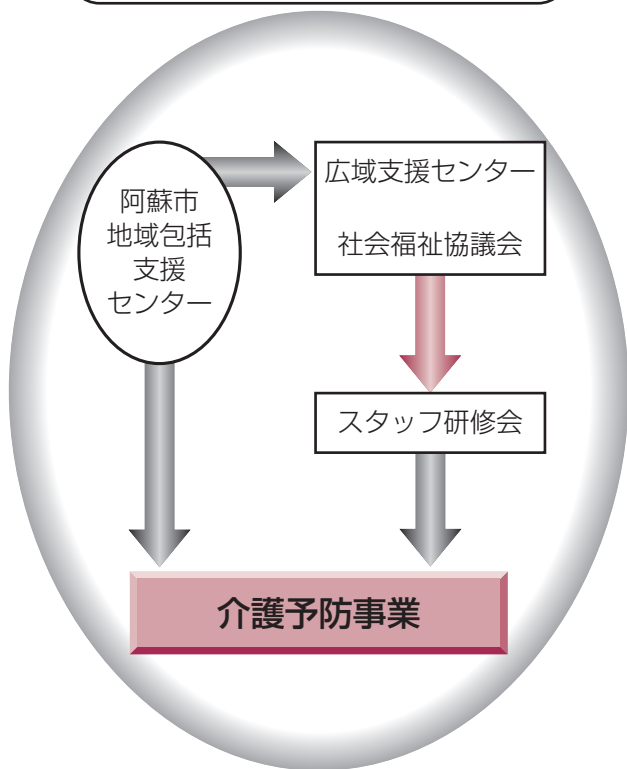 阿蘇市
地域包括
支援
センター
広域支援センター
社会福祉協議会
スタッフ研修会
介護予防事業